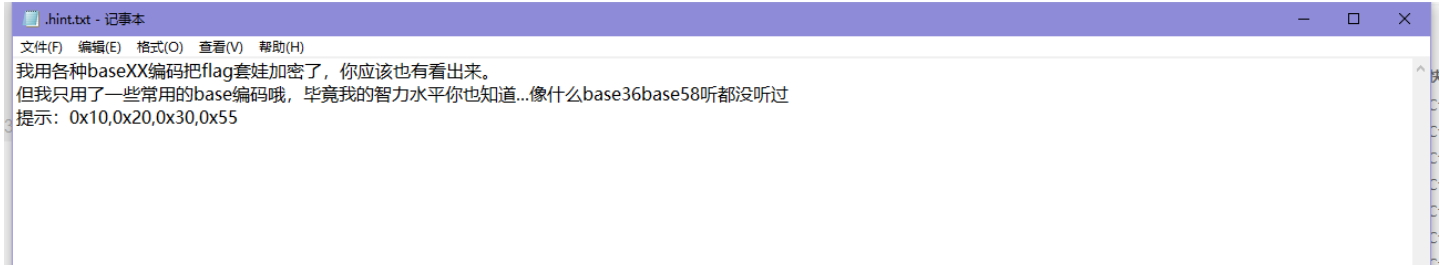 .hint.txt - 记事本
文件(F) 编辑(E) 格式(O) 查看(V) 帮助(H)
我用各种baseXX编码把flag套娃加密了，你应该也有看出来。
但我只用了一些常用的base编码哦，毕竟我的智力水平你也知道...像什么base36base58听都没听过
提示：0x10,0x20,0x30,0x55